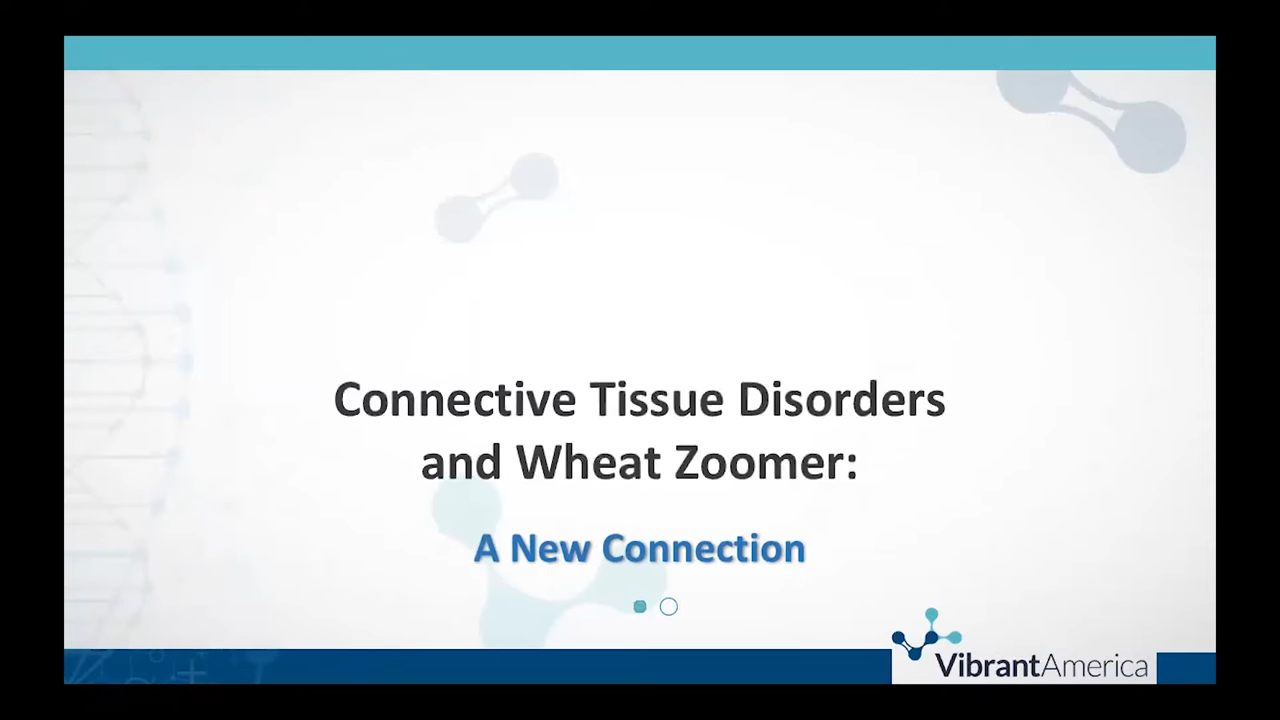 Connective Tissue Disorders
and Wheat Zoomer:
A New Connection
VibrantAmerica